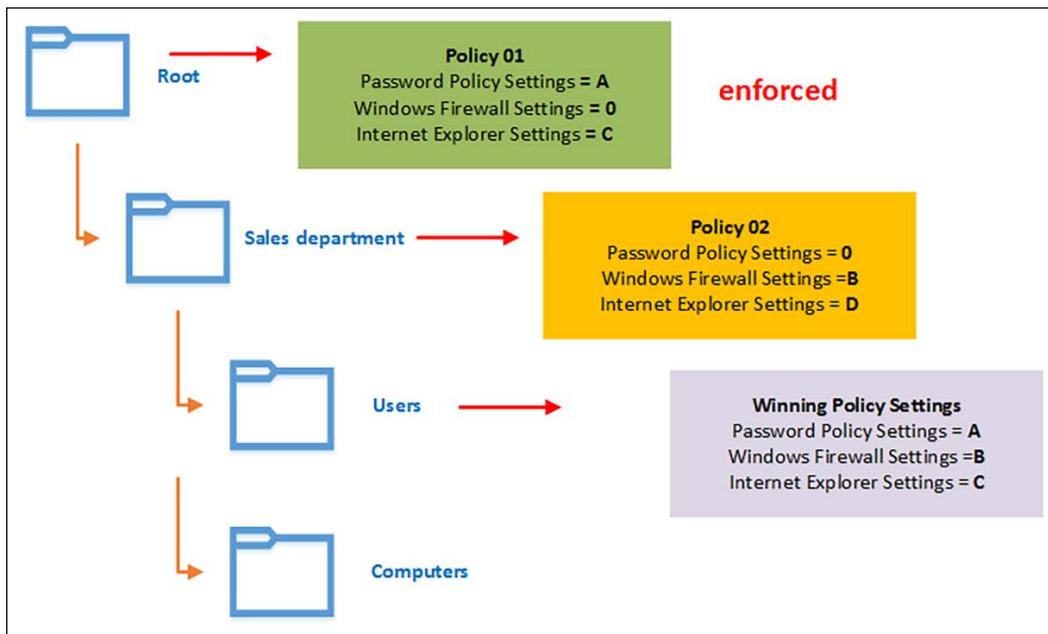 Root
Policy 01
Password Policy Settings = A
Windows Firewall Settings = 0
Internet Explorer Settings = C
enforced
Sales department
Policy 02
Password Policy Settings = 0
Windows Firewall Settings =B
Internet Explorer Settings = D
Users
Winning Policy Settings
Password Policy Settings = A
Windows Firewall Settings =B
Internet Explorer Settings = C
Computers